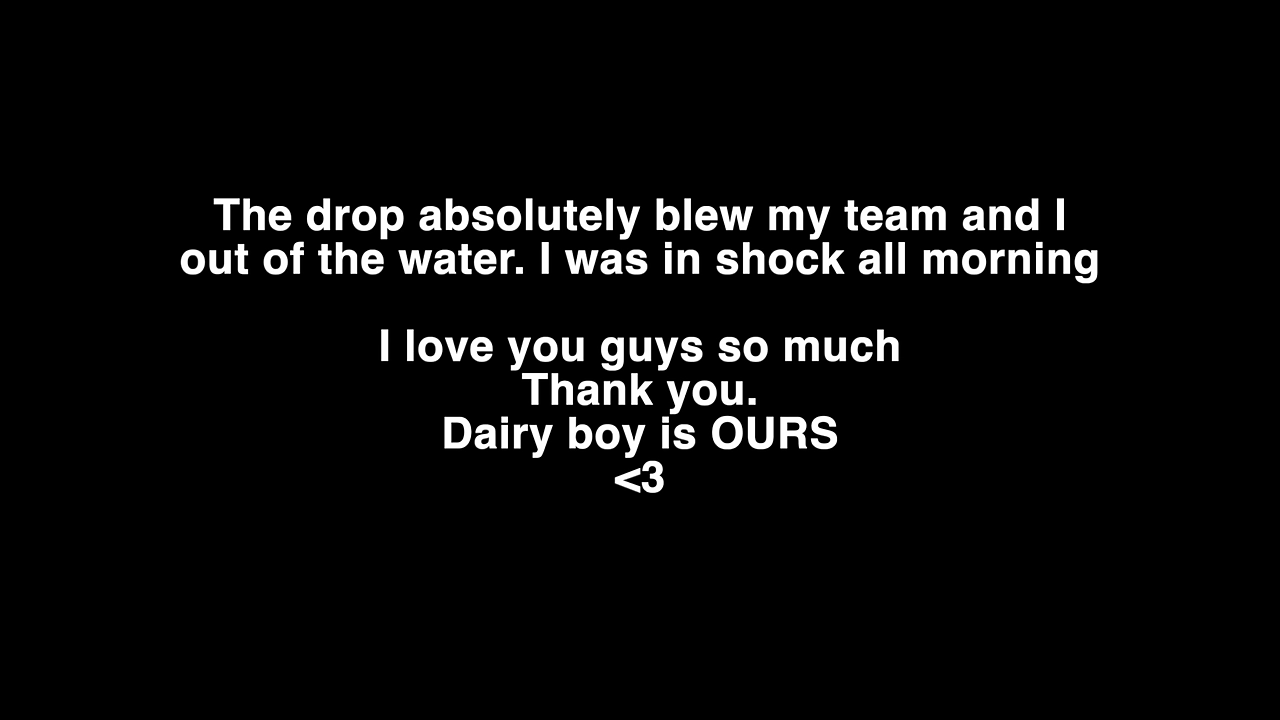 The drop absolutely blew my team and I
out of the water. I was in shock all morning
I love you guys so much
Thank you.
Dairy boy is OURS
<3